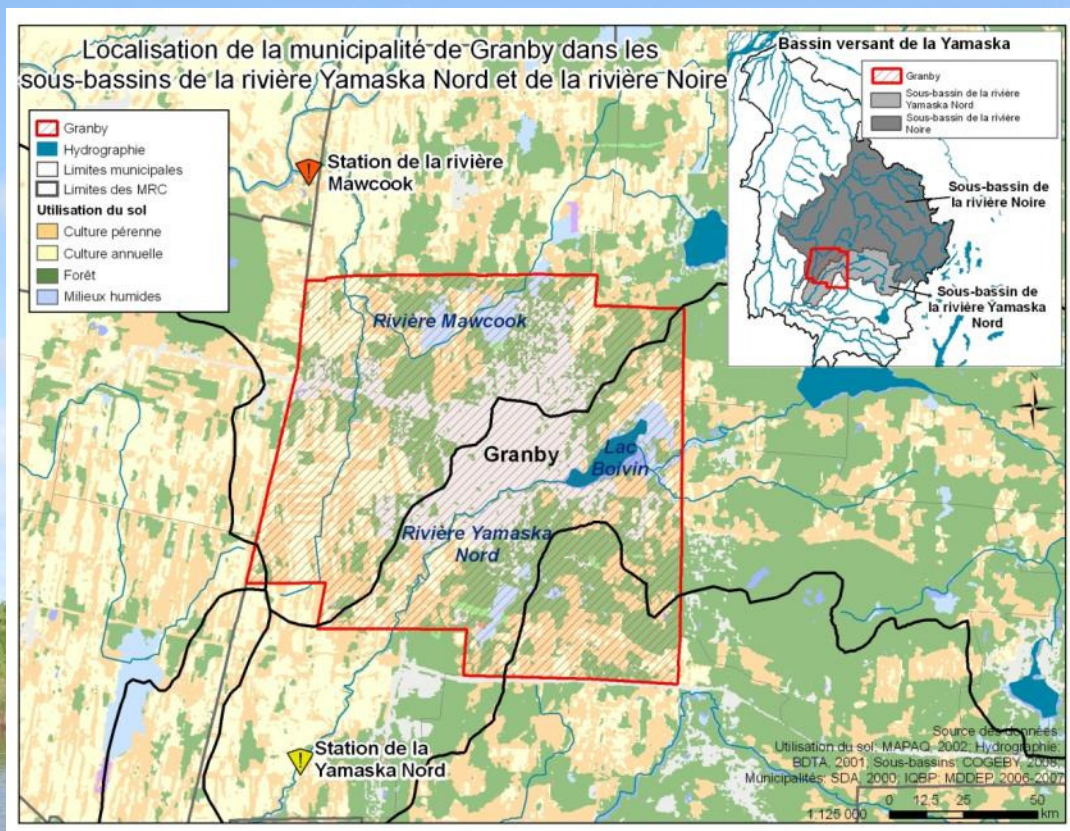 Localisation de la municipalité de Granby dans les
sous-bassins de la rivière Yamaska Nord et de la rivière Noire
Granby
Hydrographie
Limites municipales
Limites des MRC
Utilisation du sol
Culture pérenne
Culture annuelle
Forêt
Milieux humides
Station de la rivière
Mawcook
Bassin versant de la Yamaska
Granby
Sous-bassin de la rivière
Yamaska Nord
Sous-bassin de la rivière
Noire
Sous-bassin de
la rivière Noire
Sous-bassin de
la rivière Yamaska
Nord
Rivière Mawcook
N
Granby
Lac
Boivin
Rivière Yamaska
Nord
Station de la
Yamaska Nord
Source des données:
Utilisation du sol: MAPAQ, 2002; Hydrographie:
BDTA, 2001; Sous-bassins: COGEBY, 2008;
Municipalités: SDA, 2000; IQBP: MDDEP, 2006-2007
1:125 000
0 12,5 25 50
km